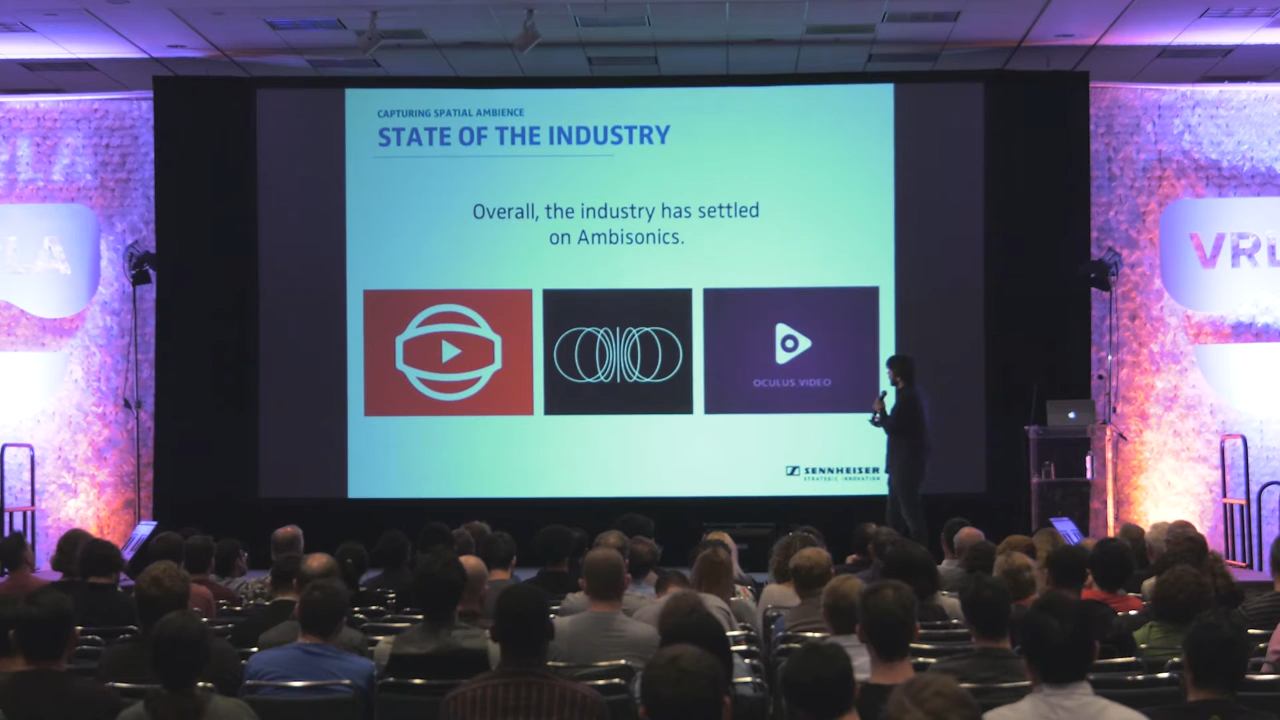 CAPTURING SPATIAL AMBIENCE
STATE OF THE INDUSTRY
Overall, the industry has settled
on Ambisonics.
OCULUS VIDEO
SENNHEISER
STRATEGIC INNOVATION
LA
VRL